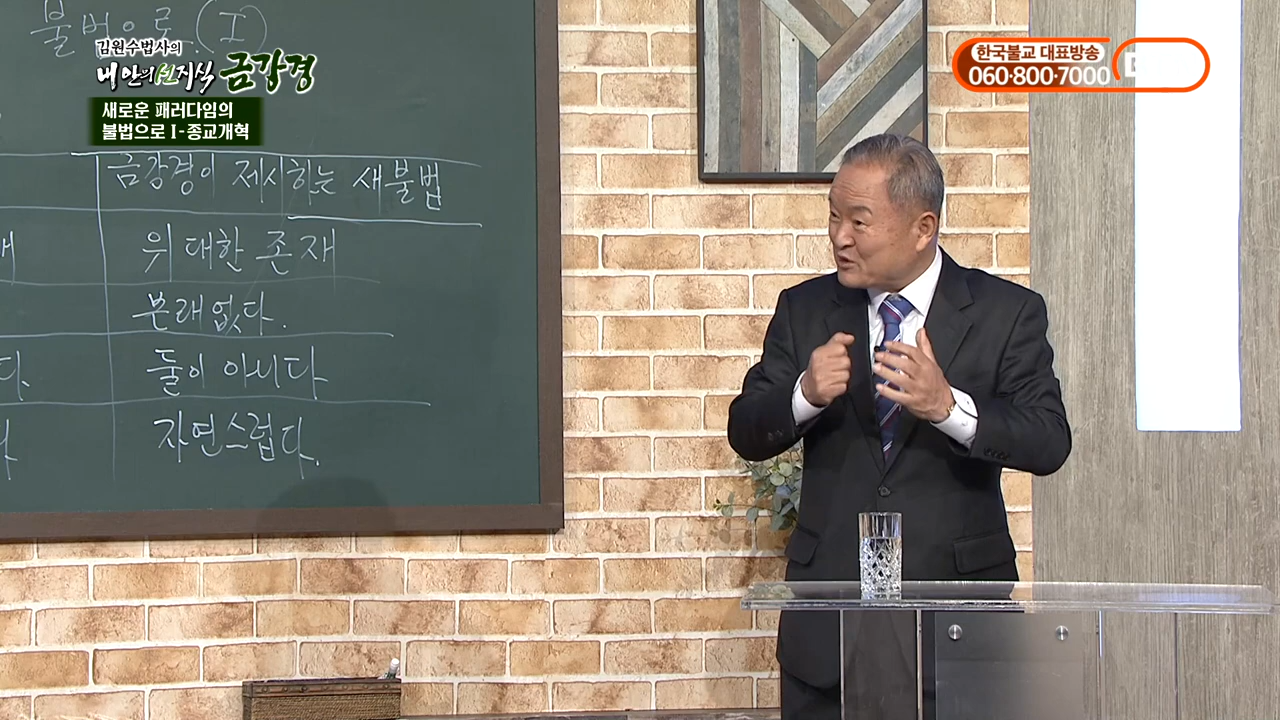 불법으로.(I)
김원수법사의
내 안의 선지식 금강경
새로운 패러다임의
불법으로 I-종교개혁
한국불교 대표방송
060·800·7000
금강경이 제시하는 새불법
위대한 존재
본래없다.
다. 둘이 아니다
자연스럽다.